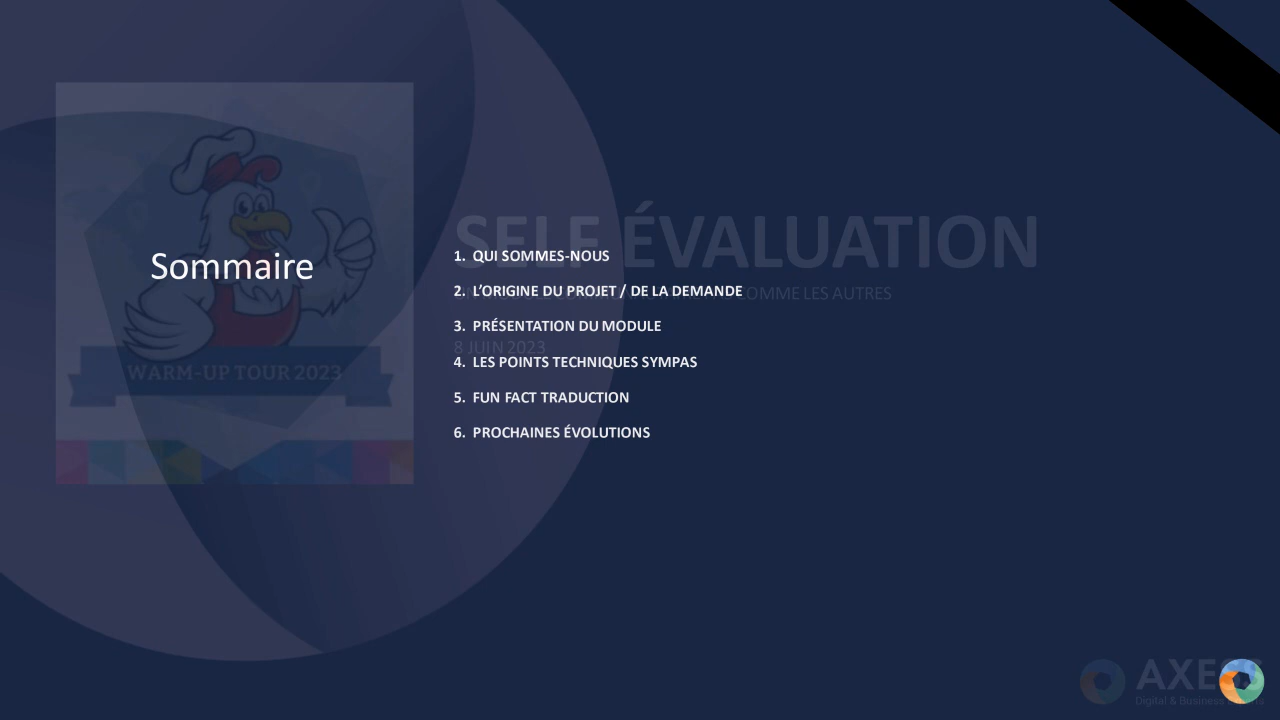 Sommaire
1. QUI SOMMES-NOUS
2. L'ORIGINE DU PROJET / DE LA DEMANDE
3. PRÉSENTATION DU MODULE
4. LES POINTS TECHNIQUES SYMPAS
5. FUN FACT TRADUCTION
6. PROCHAINES ÉVOLUTIONS
SELF ÉVALUATION
COMME LES AUTRES
8 JUIN 2023
WARM-UP TOUR 2023
AXESS
Digital & Business